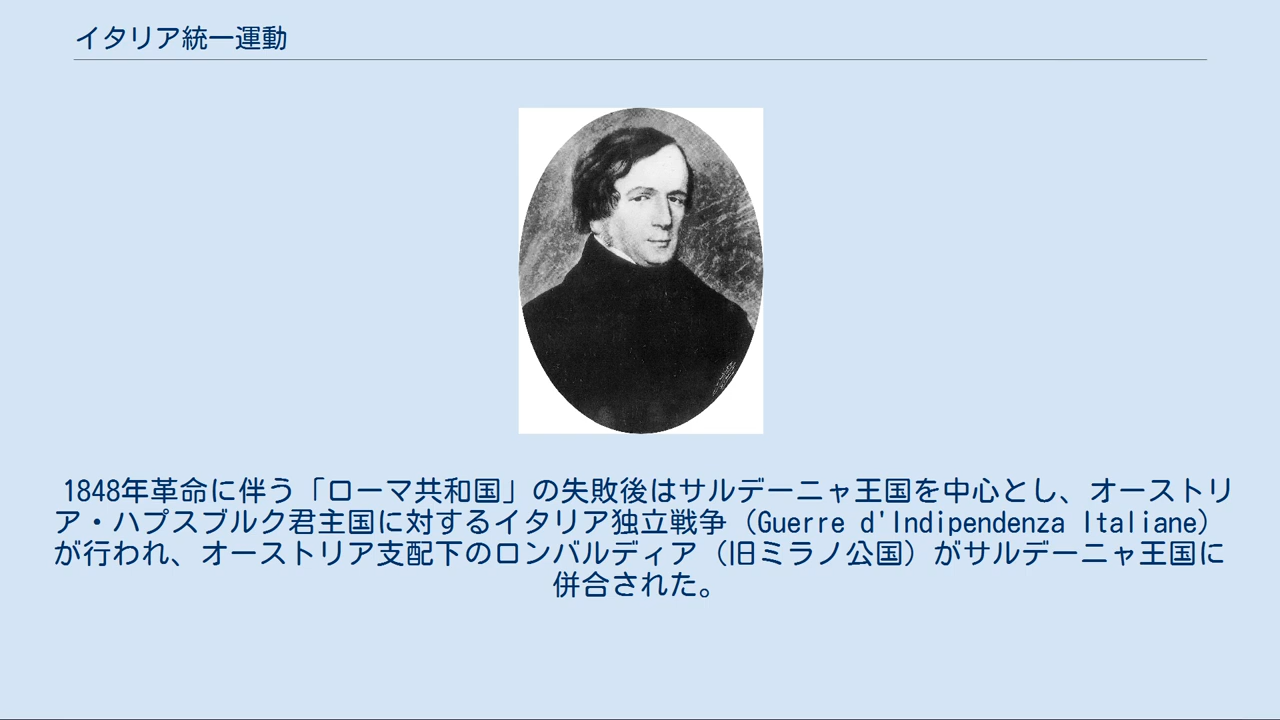 イタリア統一運動
1848年革命に伴う「ローマ共和国」の失敗後はサルデーニャ王国を中心とし、オーストリ
ア・ハプスブルク君主国に対するイタリア独立戦争（Guerre d'Indipendenza Italiane）
が行われ、オーストリア支配下のロンバルディア（旧ミラノ公国）がサルデーニャ王国に
併合された。